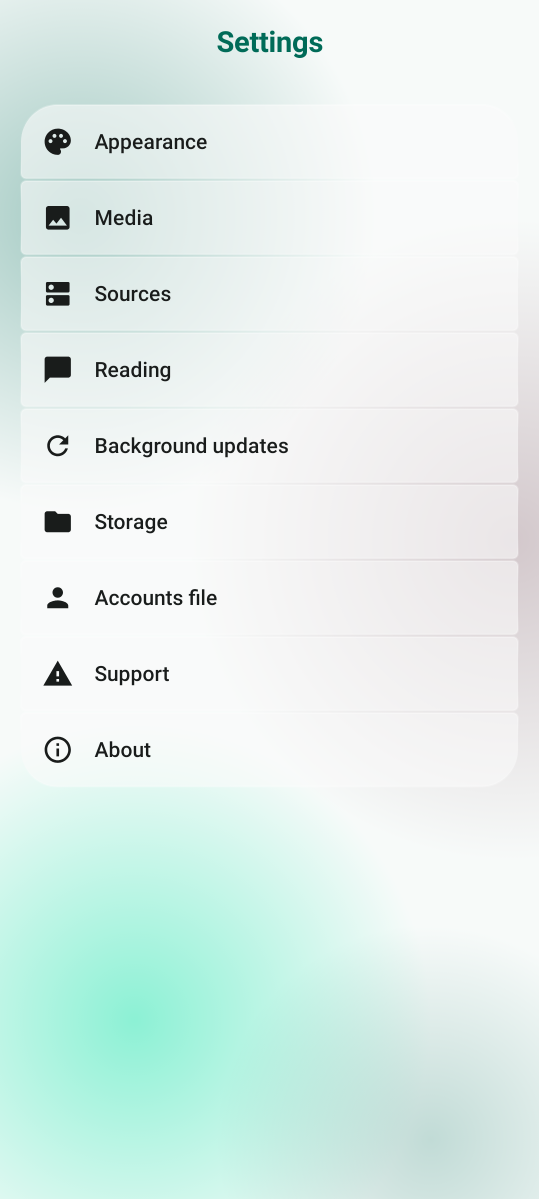 Settings
Appearance
Media
Sources
Reading
Background updates
Storage
Accounts file
Support
About